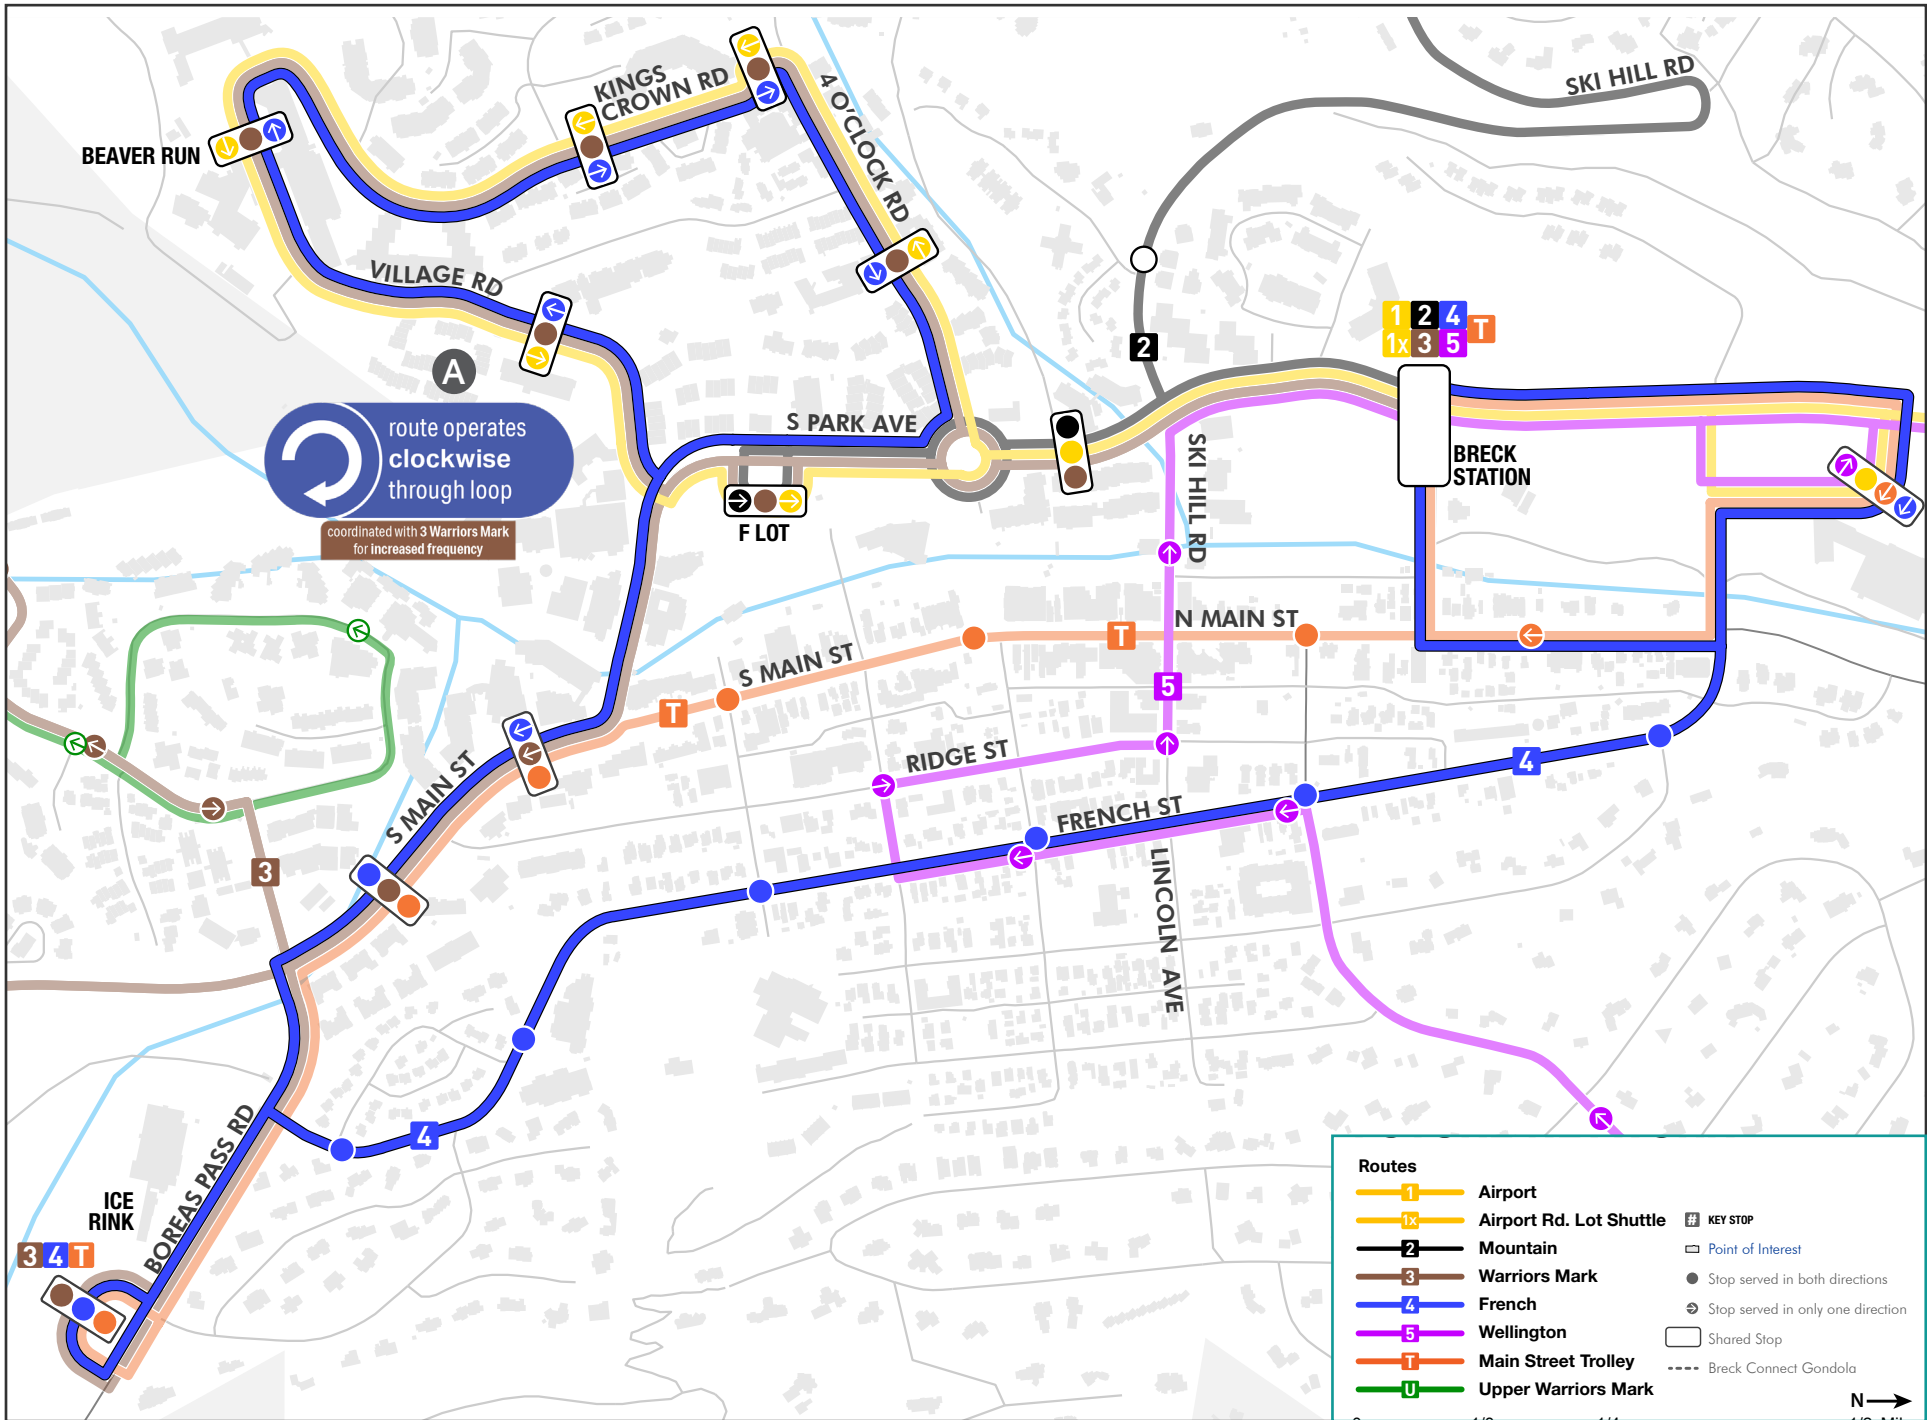 SKI HILL RD
KINGS
CROWN RD
4 O'CLOCK RD
BEAVER RUN
VILLAGE RD
A
route operates
clockwise
through loop
coordinated with 3 Warriors Mark
for increased frequency
S PARK AVE
F LOT
2
1 2 4 T
1x 3 5
BRECK
STATION
SKI HILL RD
N MAIN ST
T
S MAIN ST
T
5
RIDGE ST
4
FRENCH ST
S MAIN ST
LINCOLN AVE
3
4
BOREAS PASS RD
ICE
RINK
3 4 T
Routes
1 Airport
1x Airport Rd. Lot Shuttle
2 Mountain
3 Warriors Mark
4 French
5 Wellington
T Main Street Trolley
U Upper Warriors Mark
# KEY STOP
Point of Interest
Stop served in both directions
Stop served in only one direction
Shared Stop
Breck Connect Gondola
N